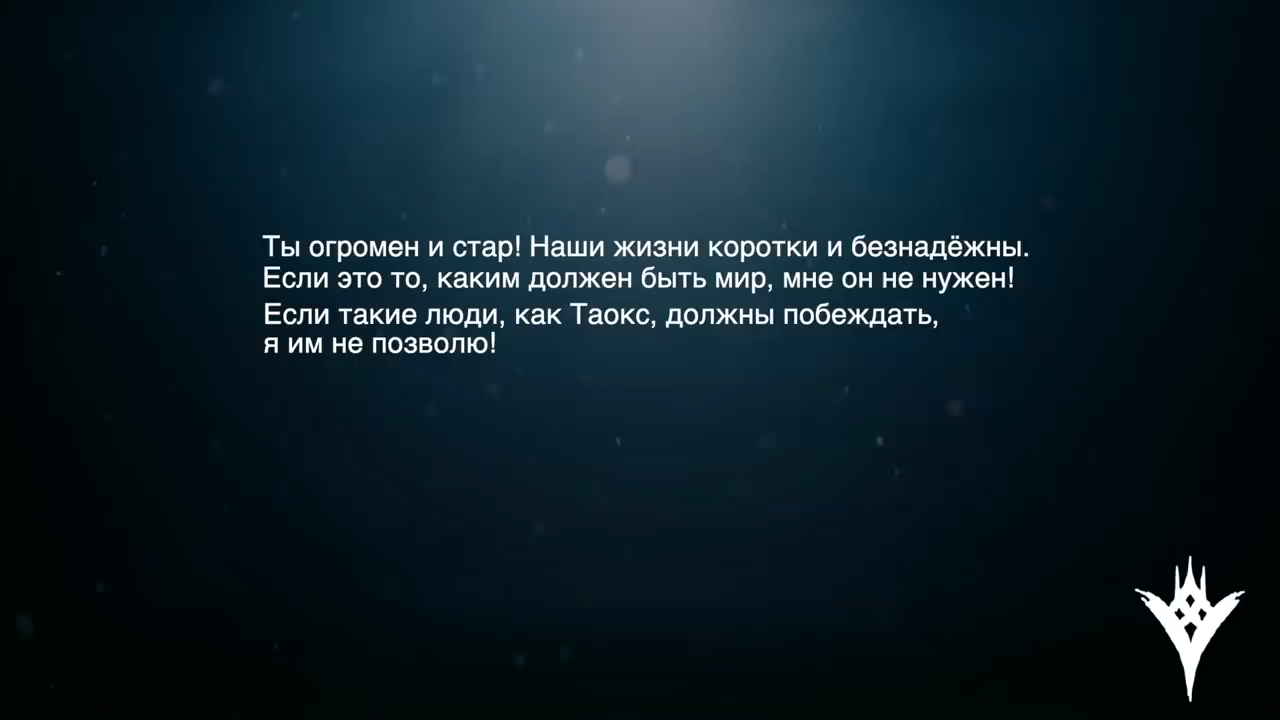 Ты огромен и стар! Наши жизни коротки и безнадёжны.
Если это то, каким должен быть мир, мне он не нужен!
Если такие люди, как Таокс, должны побеждать,
я им не позволю!